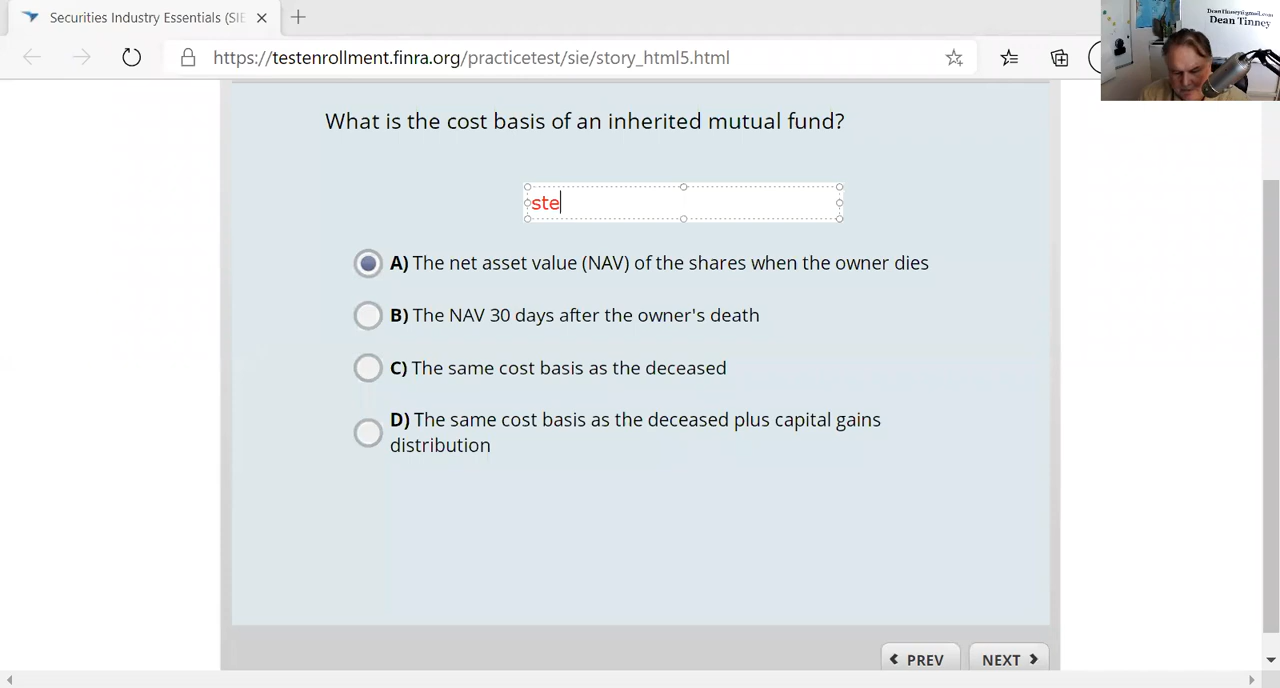 Securities Industry Essentials (SIE
https://testenrollment.finra.org/practicetest/sie/story_html5.html
DeanTinney@gmail.com
Dean Tinney
What is the cost basis of an inherited mutual fund?
ste
A) The net asset value (NAV) of the shares when the owner dies
B) The NAV 30 days after the owner's death
C) The same cost basis as the deceased
D) The same cost basis as the deceased plus capital gains
distribution
PREV
NEXT